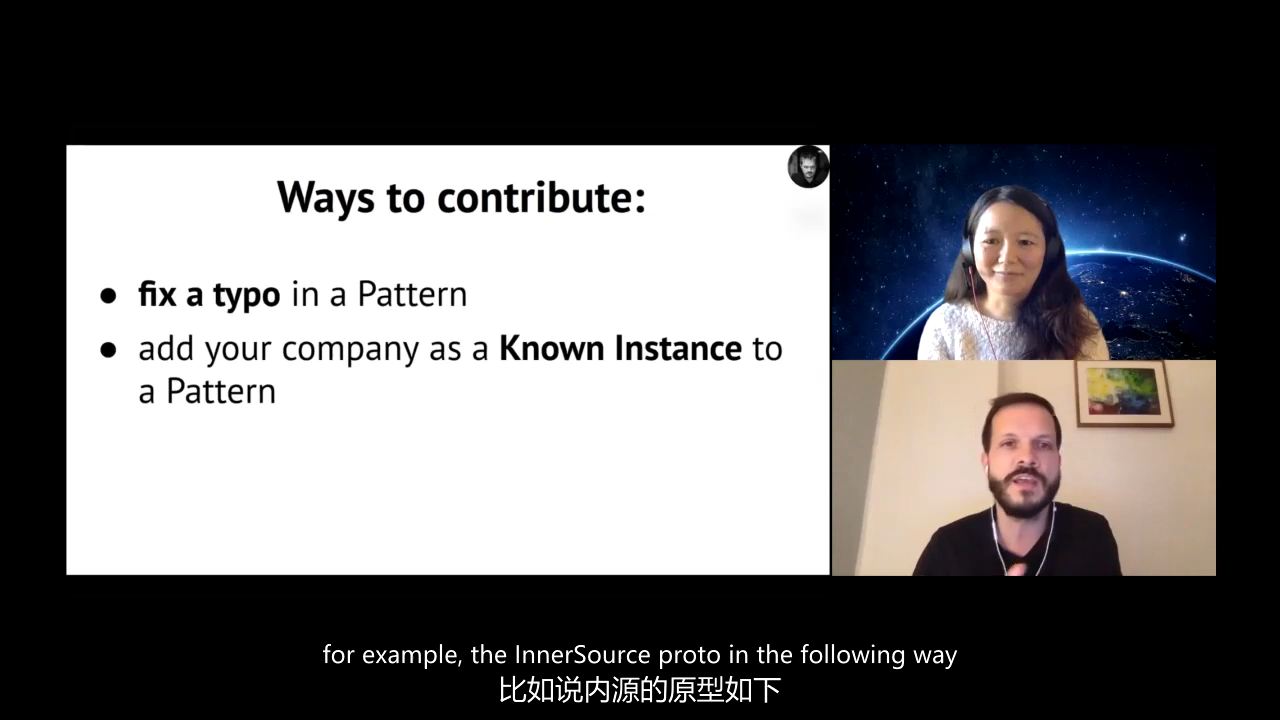 Ways to contribute:
● fix a typo in a Pattern
● add your company as a Known Instance to
a Pattern
for example, the InnerSource proto in the following way
比如说内源的原型如下